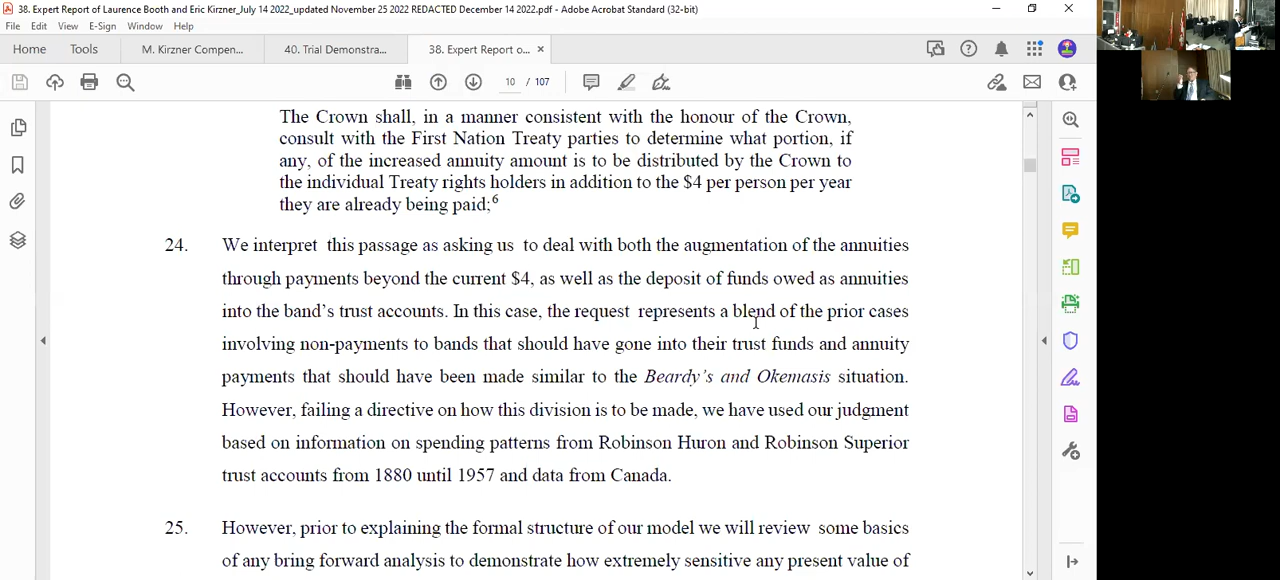 38. Expert Report of Laurence Booth and Eric Kirzner_July 14 2022_updated November 25 2022 REDACTED December 14 2022.pdf - Adobe Acrobat Standard (32-bit)
File Edit View E-Sign Window Help
Home Tools M. Kirzner Compen... 40. Trial Demonstra... 38. Expert Report o... ×
10 / 107
The Crown shall, in a manner consistent with the honour of the Crown,
consult with the First Nation Treaty parties to determine what portion, if
any, of the increased annuity amount is to be distributed by the Crown to
the individual Treaty rights holders in addition to the $4 per person per year
they are already being paid;6
24. We interpret this passage as asking us to deal with both the augmentation of the annuities
through payments beyond the current $4, as well as the deposit of funds owed as annuities
into the band's trust accounts. In this case, the request represents a blend of the prior cases
involving non-payments to bands that should have gone into their trust funds and annuity
payments that should have been made similar to the Beardy's and Okemasis situation.
However, failing a directive on how this division is to be made, we have used our judgment
based on information on spending patterns from Robinson Huron and Robinson Superior
trust accounts from 1880 until 1957 and data from Canada.
25. However, prior to explaining the formal structure of our model we will review some basics
of any bring forward analysis to demonstrate how extremely sensitive any present value of